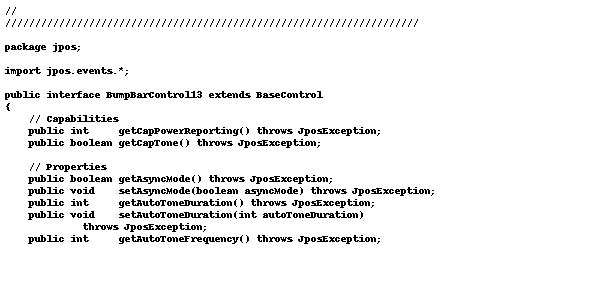 //
//////////////////////////////////////////////////////////////////////
package jpos;
import jpos.events.*;
public interface BumpBarControl13 extends BaseControl
{
    // Capabilities
    public int     getCapPowerReporting() throws JposException;
    public boolean getCapTone() throws JposException;
    // Properties
    public boolean getAsyncMode() throws JposException;
    public void    setAsyncMode(boolean asyncMode) throws JposException;
    public int     getAutoToneDuration() throws JposException;
    public void    setAutoToneDuration(int autoToneDuration)
             throws JposException;
    public int     getAutoToneFrequency() throws JposException;